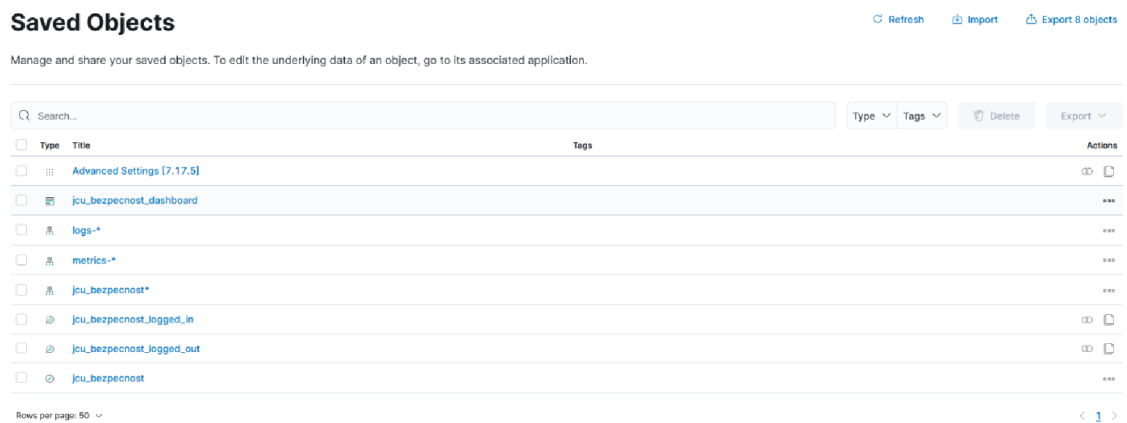 Saved Objects
Refresh Import Export 8 objects
Manage and share your saved objects. To edit the underlying data of an object, go to its associated application.
Search... Type Tags Delete Export
Type Title Tags Actions
Advanced Settings [7.17.5]
jcu_bezpecnost_dashboard
logs-*
metrics-*
jcu_bezpecnost*
jcu_bezpecnost_logged_in
jcu_bezpecnost_logged_out
jcu_bezpecnost
Rows per page: 50 1